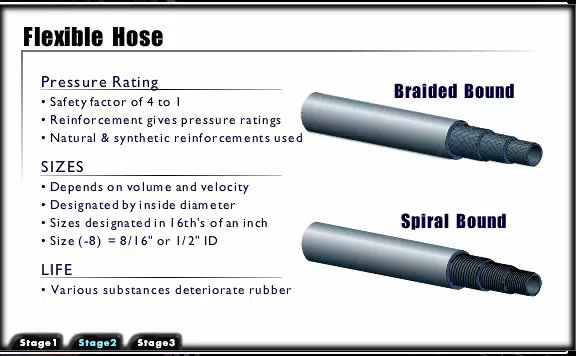 Flexible Hose
Pressure Rating
• Safety factor of 4 to 1
• Reinforcement gives pressure ratings
• Natural & synthetic reinforcements used
SIZES
• Depends on volume and velocity
• Designated by inside diameter
• Sizes designated in 16th's of an inch
• Size (-8) = 8/16" or 1/2" ID
LIFE
• Various substances deteriorate rubber
Braided Bound
Spiral Bound
Stage1 Stage2 Stage3